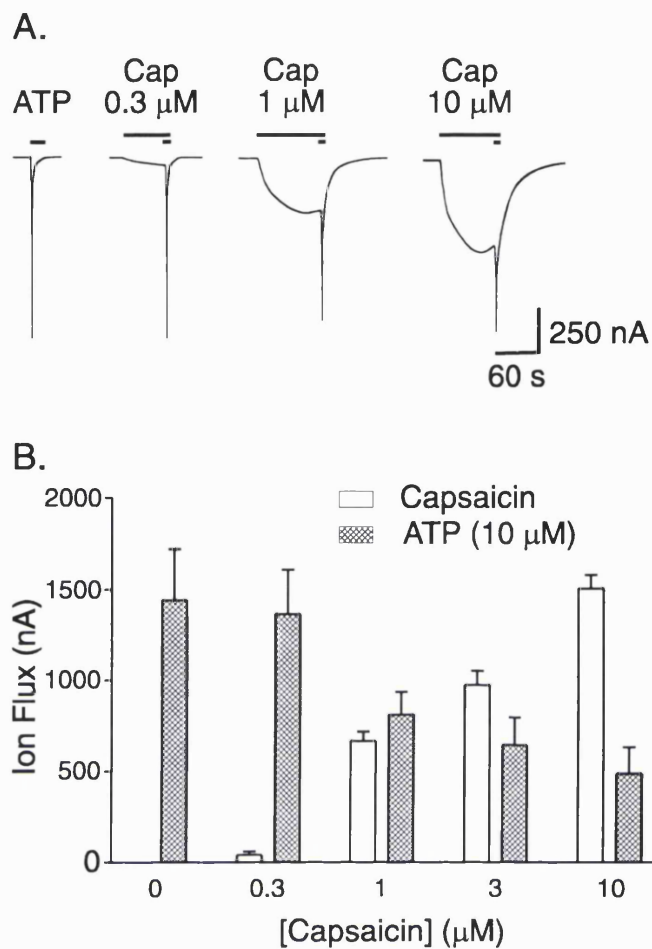 A.
ATP
Cap
0.3 μM
Cap
1 μM
Cap
10 μM
250 nA
60 s
B.
Capsaicin
ATP (10 μM)
Ion Flux (nA)
2000
1500
1000
500
0
0
0.3
1
3
10
[Capsaicin] (μM)